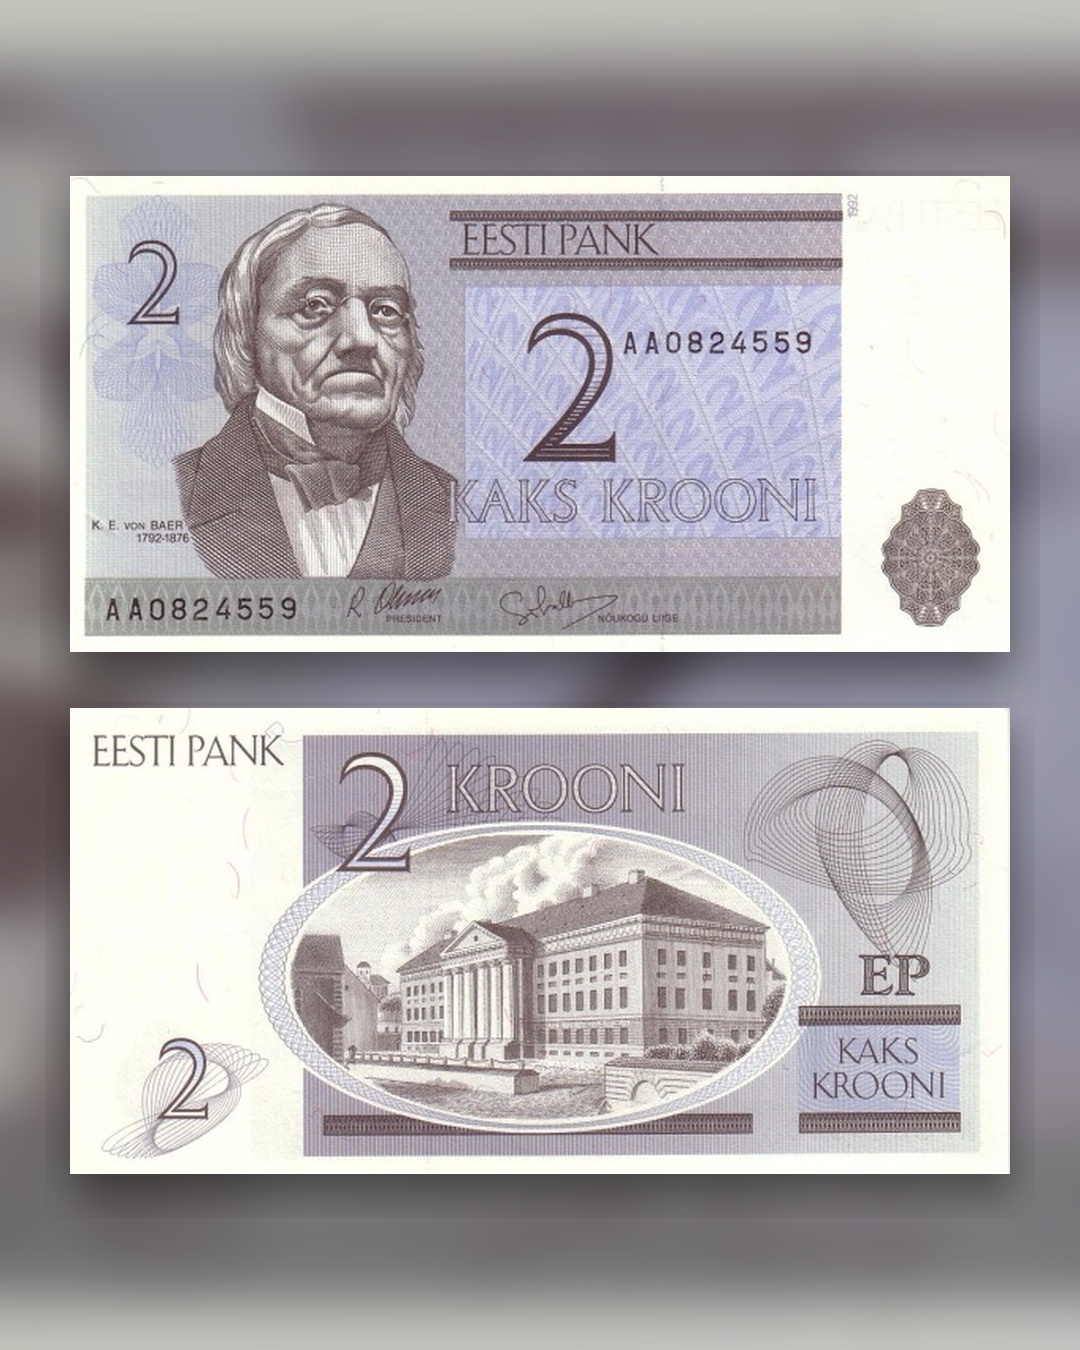 2
EESTI PANK
1992
2
AA0824559
KAKS KROONI
K. E. VON BAER
1792-1876
AA0824559
PRESIDENT
NÕUKOGU LIIGE
EESTI PANK
2 KROONI
EP
KAKS
KROONI
2